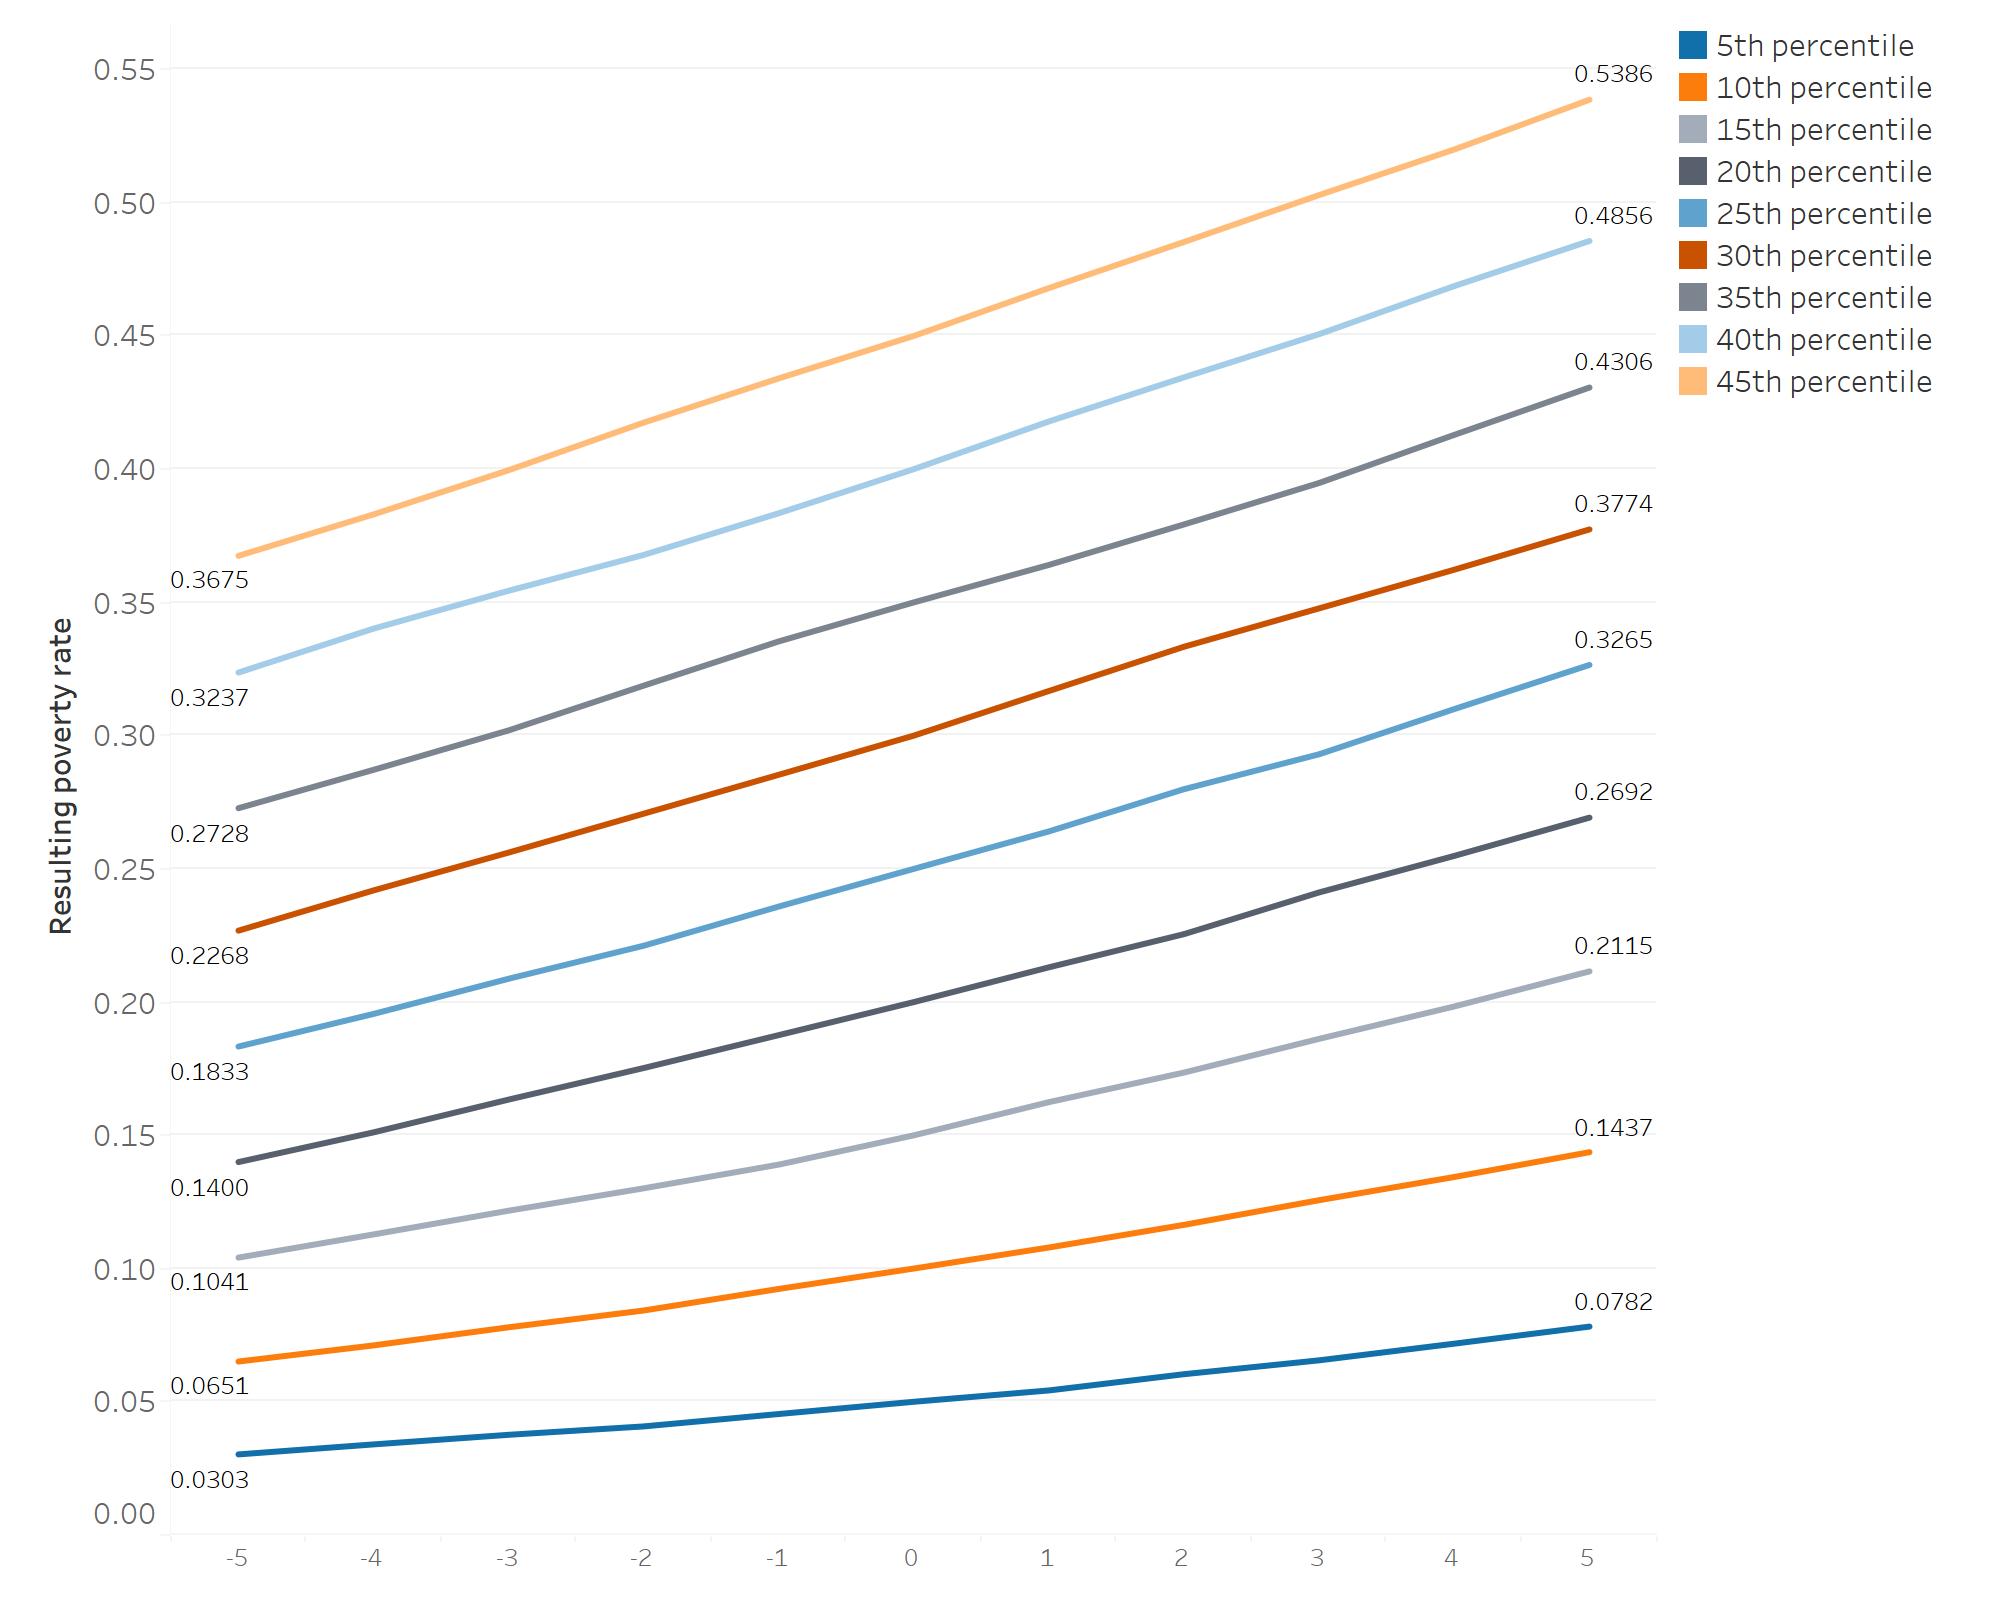 5th percentile
10th percentile
15th percentile
20th percentile
25th percentile
30th percentile
35th percentile
40th percentile
45th percentile
Resulting poverty rate
0.55
0.50
0.45
0.40
0.35
0.30
0.25
0.20
0.15
0.10
0.05
0.00
0.5386
0.4856
0.4306
0.3774
0.3265
0.2692
0.2115
0.1437
0.0782
0.3675
0.3237
0.2728
0.2268
0.1833
0.1400
0.1041
0.0651
0.0303
-5 -4 -3 -2 -1 0 1 2 3 4 5